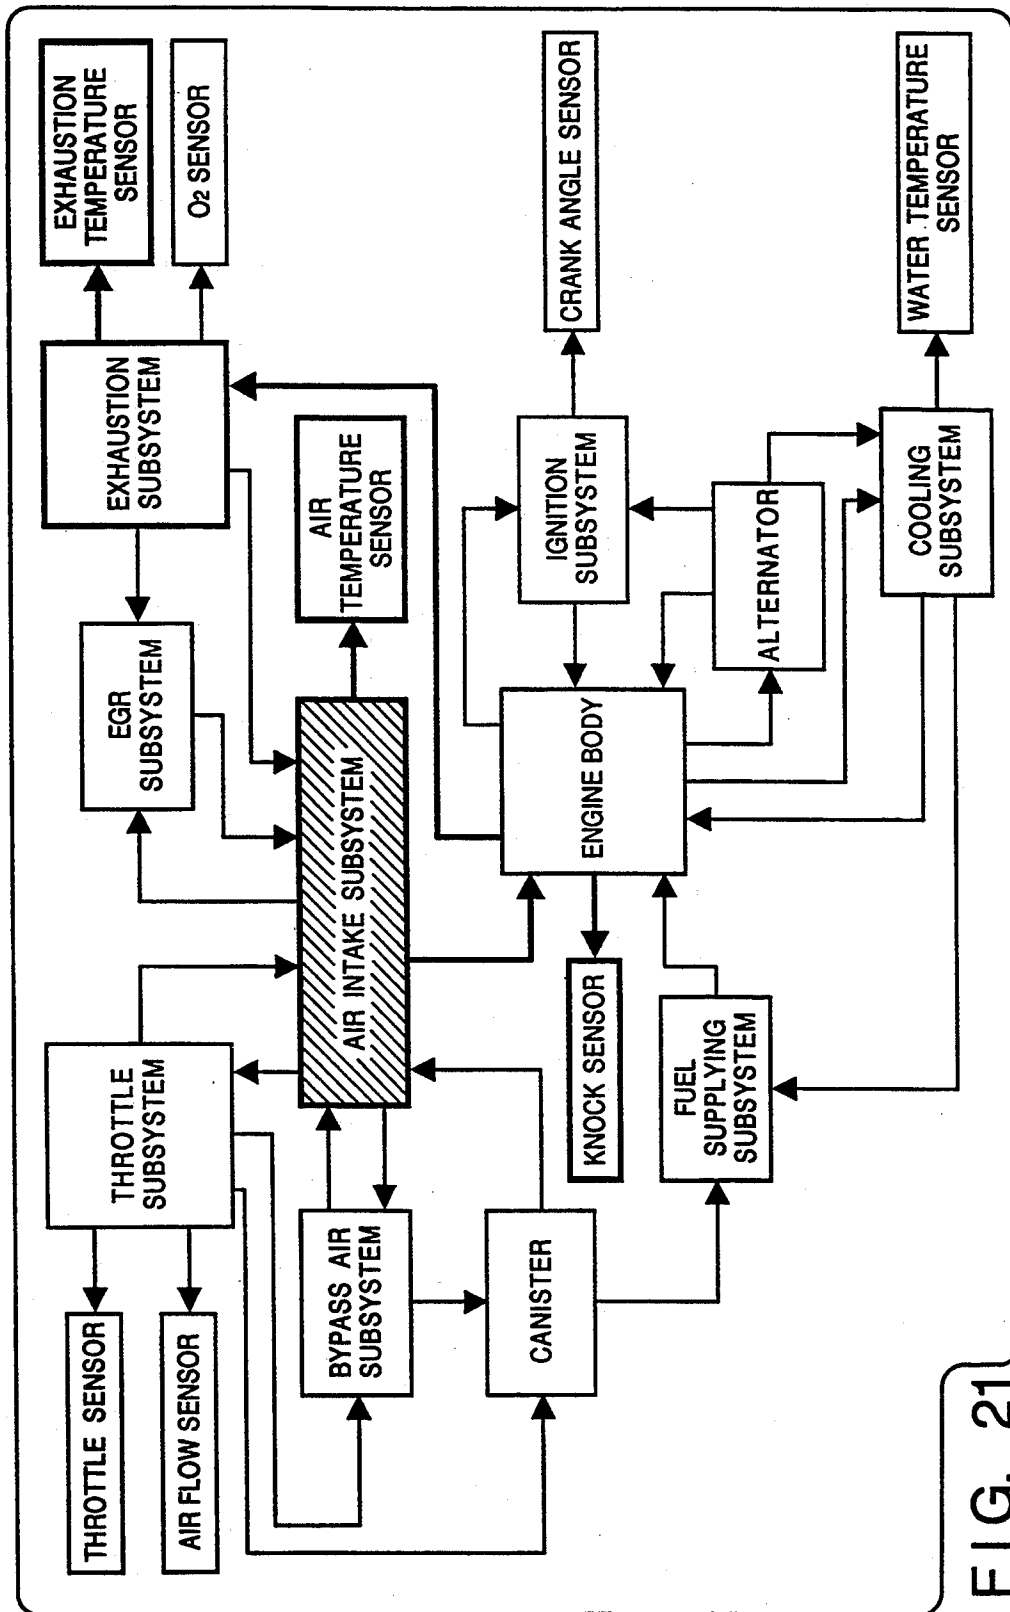 THROTTLE SENSOR
AIR FLOW SENSOR
THROTTLE
SUBSYSTEM
EGR
SUBSYSTEM
EXHAUSTION
SUBSYSTEM
EXHAUSTION
TEMPERATURE
SENSOR
O2 SENSOR
BYPASS AIR
SUBSYSTEM
AIR INTAKE SUBSYSTEM
AIR
TEMPERATURE
SENSOR
CANISTER
KNOCK SENSOR
ENGINE BODY
IGNITION
SUBSYSTEM
CRANK ANGLE SENSOR
FUEL
SUPPLYING
SUBSYSTEM
ALTERNATOR
COOLING
SUBSYSTEM
WATER TEMPERATURE
SENSOR
FIG. 21